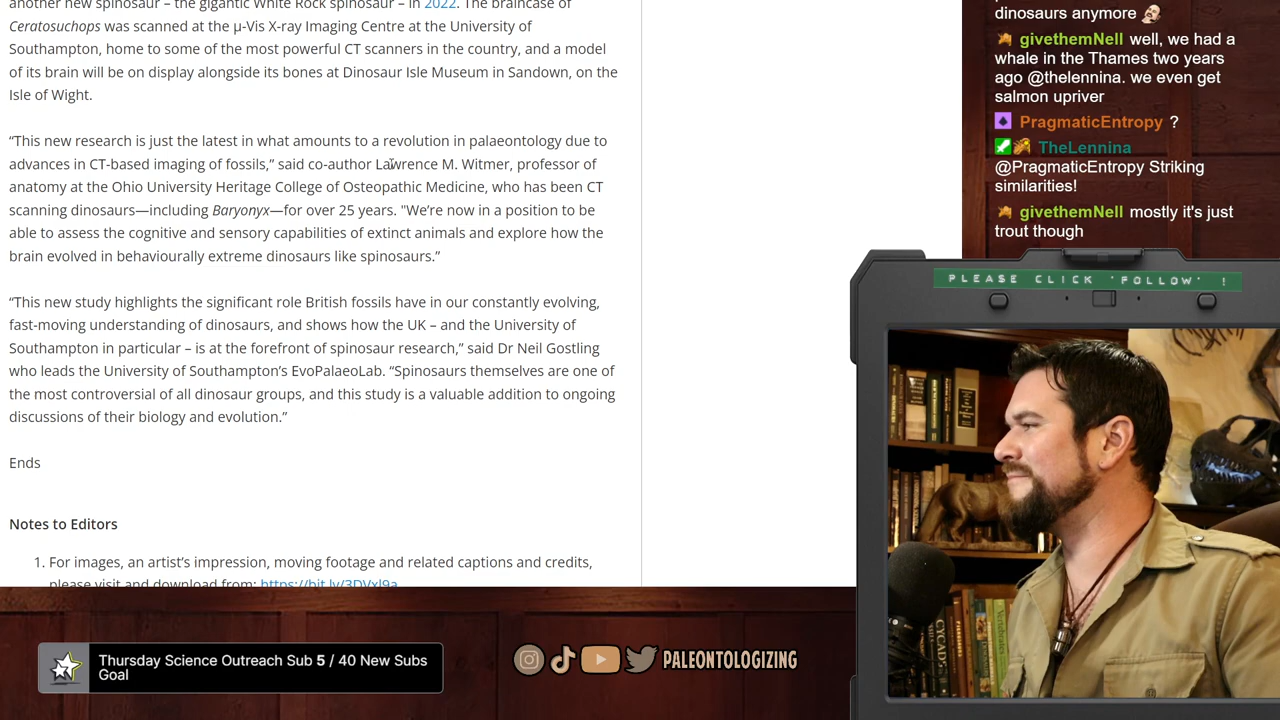 another new spinosaur – the gigantic White Rock spinosaur – in 2022. The braincase of
Ceratosuchops was scanned at the μ-Vis X-ray Imaging Centre at the University of
Southampton, home to some of the most powerful CT scanners in the country, and a model
of its brain will be on display alongside its bones at Dinosaur Isle Museum in Sandown, on the
Isle of Wight.
“This new research is just the latest in what amounts to a revolution in palaeontology due to
advances in CT-based imaging of fossils,” said co-author Lawrence M. Witmer, professor of
anatomy at the Ohio University Heritage College of Osteopathic Medicine, who has been CT
scanning dinosaurs—including Baryonyx—for over 25 years. "We’re now in a position to be
able to assess the cognitive and sensory capabilities of extinct animals and explore how the
brain evolved in behaviourally extreme dinosaurs like spinosaurs.”
“This new study highlights the significant role British fossils have in our constantly evolving,
fast-moving understanding of dinosaurs, and shows how the UK – and the University of
Southampton in particular – is at the forefront of spinosaur research,” said Dr Neil Gostling
who leads the University of Southampton’s EvoPalaeoLab. “Spinosaurs themselves are one of
the most controversial of all dinosaur groups, and this study is a valuable addition to ongoing
discussions of their biology and evolution.”
Ends
Notes to Editors
1. For images, an artist’s impression, moving footage and related captions and credits,
please visit and download from: https://bit.ly/3DVxl9a
dinosaurs anymore
givethemNell well, we had a
whale in the Thames two years
ago @thelennina. we even get
salmon upriver
PragmaticEntropy ?
TheLennina
@PragmaticEntropy Striking
similarities!
givethemNell mostly it's just
trout though
PLEASE CLICK 'FOLLOW' !
CYCADS
Vertebrates
Thursday Science Outreach Sub 5 / 40 New Subs
Goal
PALEONTOLOGIZING